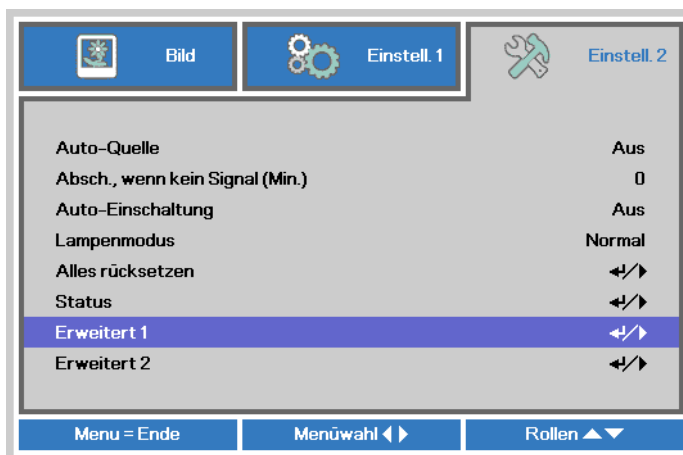 Bild Einstell. 1 Einstell. 2
Auto-Quelle Aus
Absch., wenn kein Signal (Min.) 0
Auto-Einschaltung Aus
Lampenmodus Normal
Alles rücksetzen ↵/▶
Status ↵/▶
Erweitert 1 ↵/▶
Erweitert 2 ↵/▶
Menu = Ende Menüwahl ◀▶ Rollen ▲▼